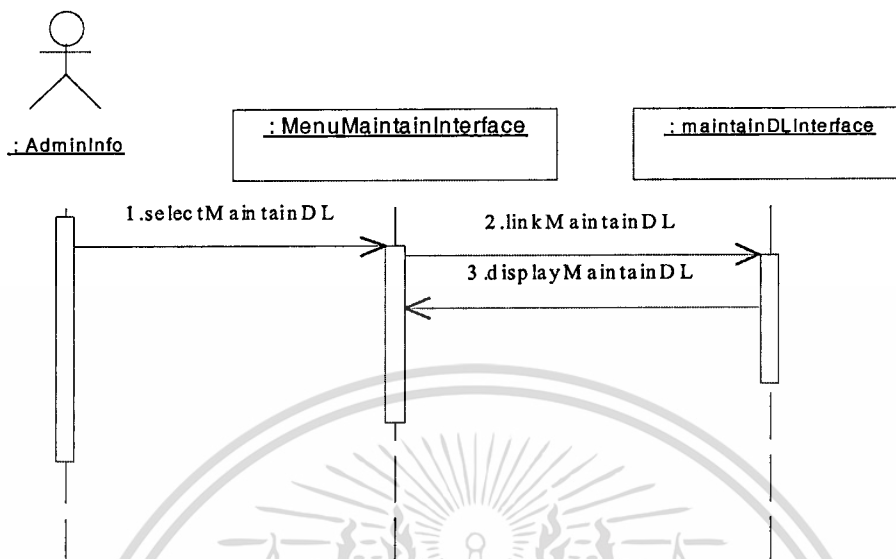 : AdminInfo
: MenuMaintainInterface
: maintainDLInterface
1.selectMaintainDL
2.linkMaintainDL
3.displayMaintainDL